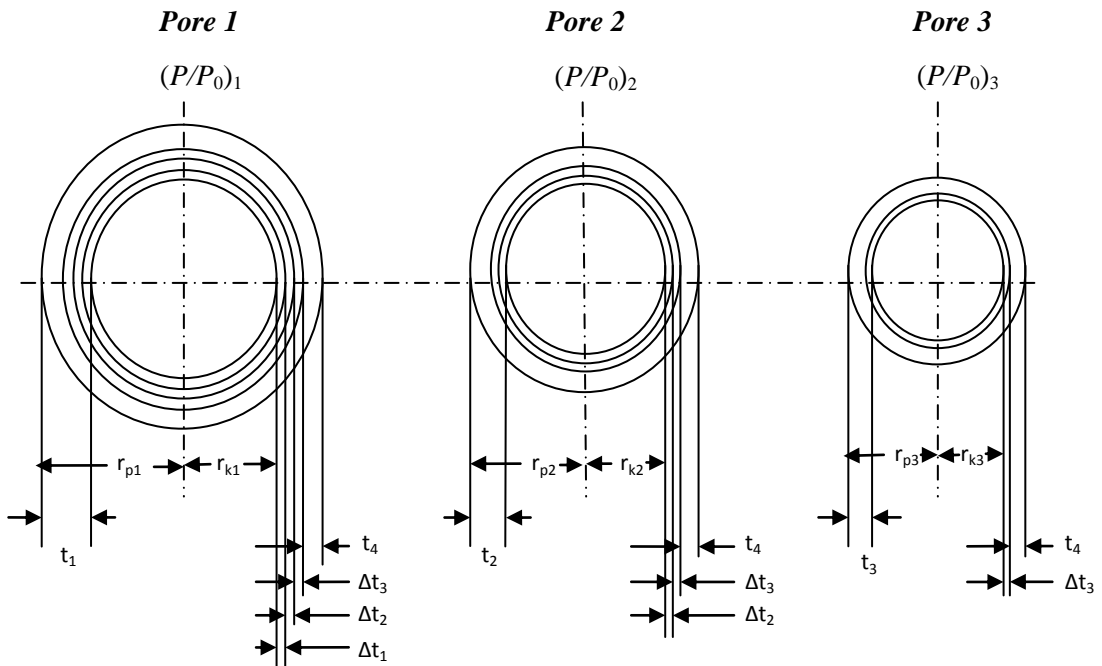 Pore 1 Pore 2 Pore 3
(P/P₀)₁ (P/P₀)₂ (P/P₀)₃
rₚ₁ rₖ₁ rₚ₂ rₖ₂ rₚ₃ rₖ₃
t₁ t₄ t₂ t₄ t₃ t₄
Δt₃ Δt₃ Δt₃
Δt₂ Δt₂
Δt₁